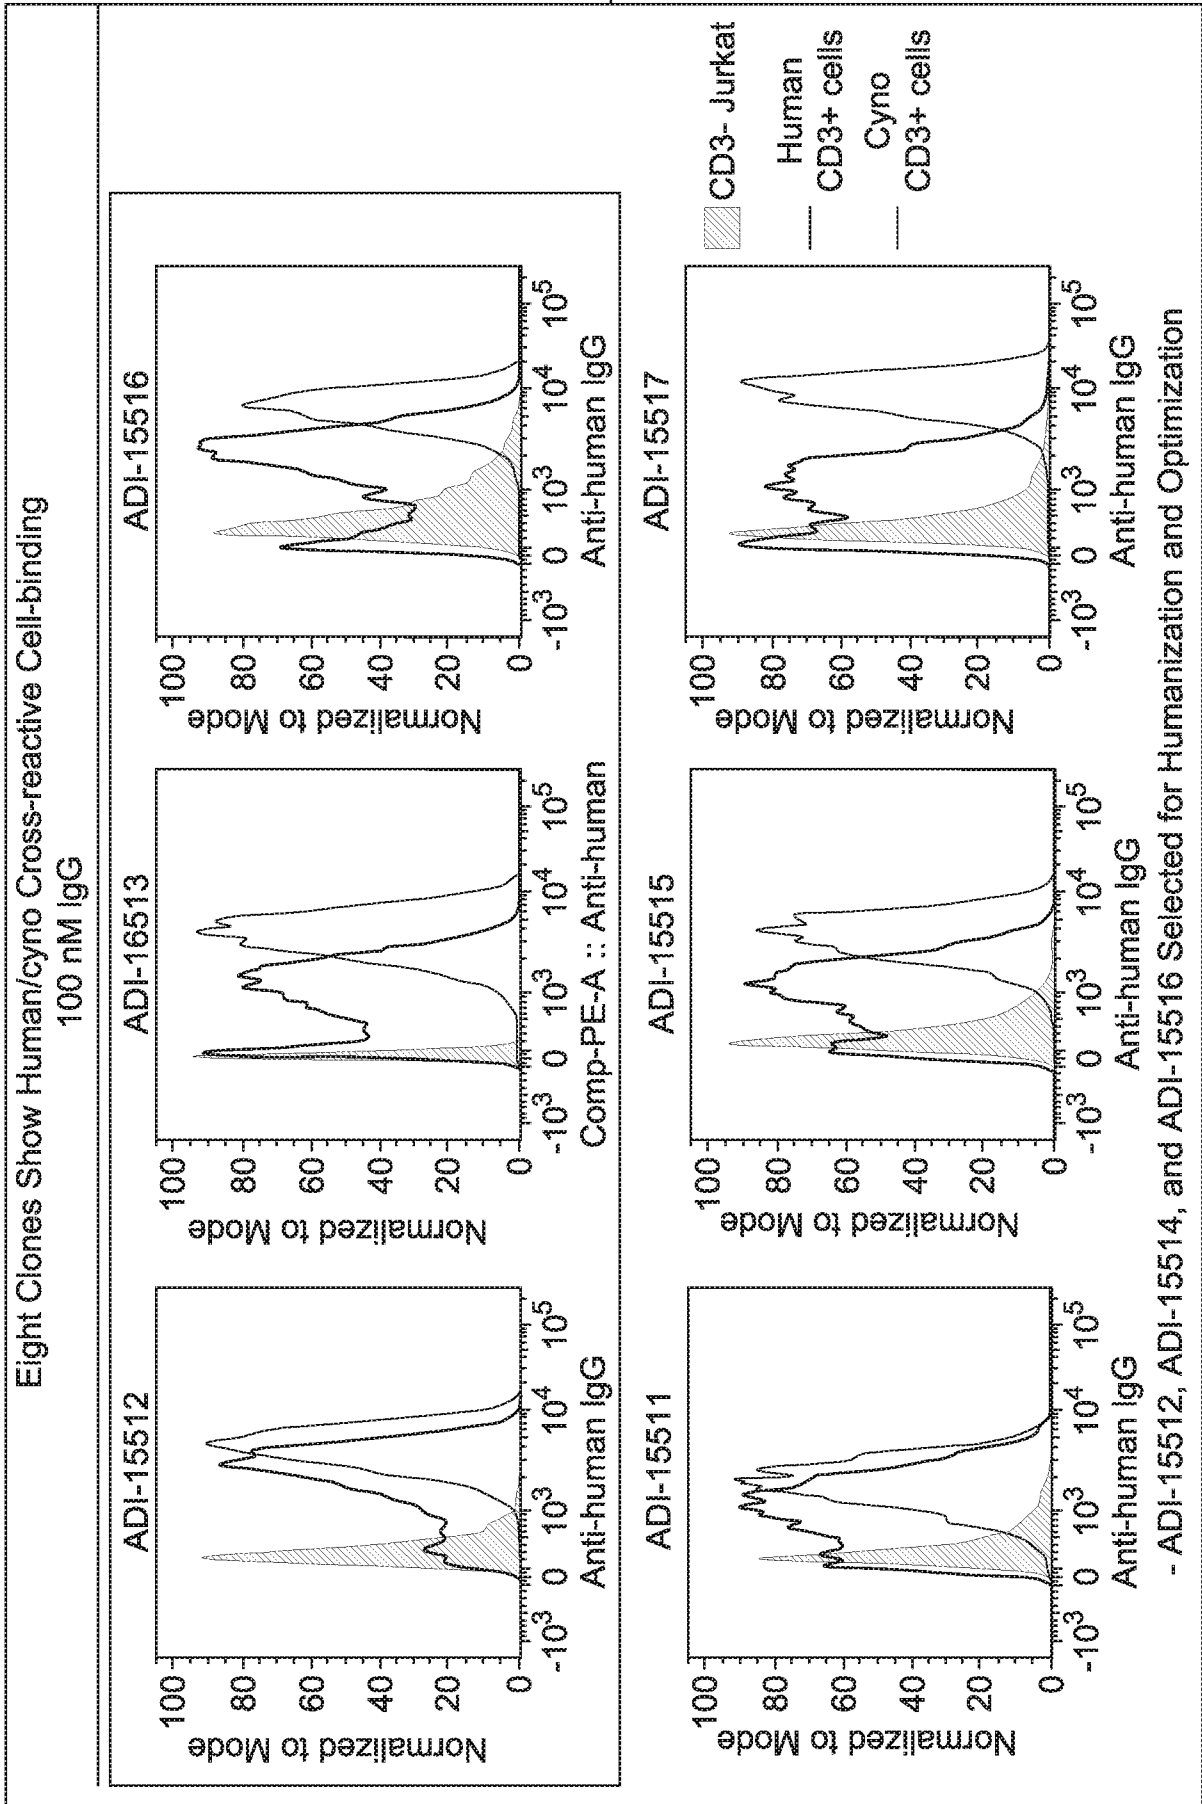 Eight Clones Show Human/cyno Cross-reactive Cell-binding
100 nM IgG
ADI-15512
Normalized to Mode
100
80
60
40
20
0
-10³ 0 10³ 10⁴ 10⁵
Anti-human IgG
ADI-16513
Normalized to Mode
100
80
60
40
20
0
-10³ 0 10³ 10⁴ 10⁵
Comp-PE-A :: Anti-human
ADI-15516
Normalized to Mode
100
80
60
40
20
0
-10³ 0 10³ 10⁴ 10⁵
Anti-human IgG
ADI-15511
Normalized to Mode
100
80
60
40
20
0
-10³ 0 10³ 10⁴ 10⁵
Anti-human IgG
ADI-15515
Normalized to Mode
100
80
60
40
20
0
-10³ 0 10³ 10⁴ 10⁵
Anti-human IgG
ADI-15517
Normalized to Mode
100
80
60
40
20
0
-10³ 0 10³ 10⁴ 10⁵
Anti-human IgG
CD3- Jurkat
Human
CD3+ cells
Cyno
CD3+ cells
- ADI-15512, ADI-15514, and ADI-15516 Selected for Humanization and Optimization